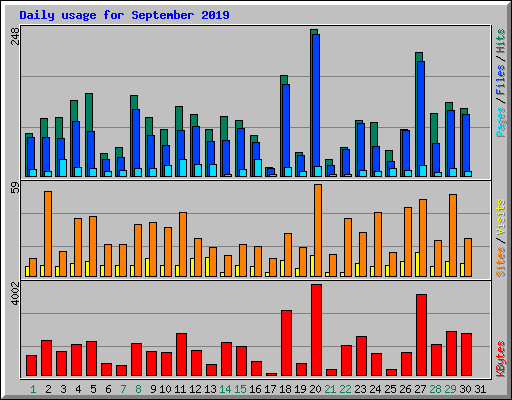 Daily usage for September 2019
248
Pages / Files / Hits
59
Sites / Visits
4002
KBytes
1 2 3 4 5 6 7 8 9 10 11 12 13 14 15 16 17 18 19 20 21 22 23 24 25 26 27 28 29 30 31